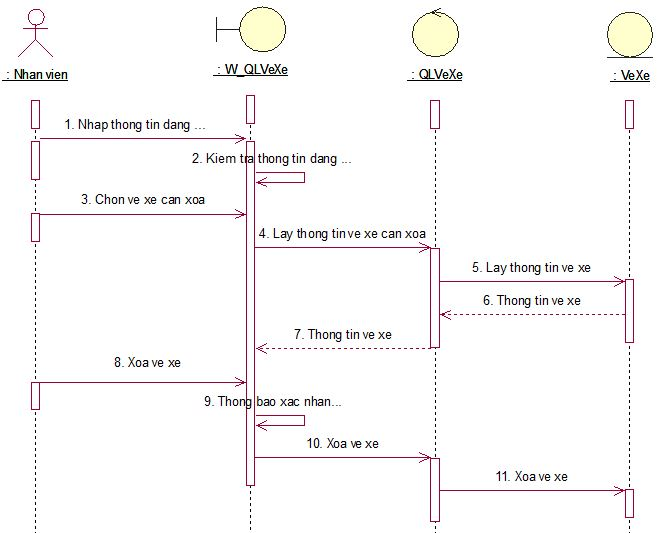 : Nhan vien
: W_QLVeXe
: QLVeXe
: VeXe
1. Nhap thong tin dang ...
2. Kiem tra thong tin dang ...
3. Chon ve xe can xoa
4. Lay thong tin ve xe can xoa
5. Lay thong tin ve xe
6. Thong tin ve xe
7. Thong tin ve xe
8. Xoa ve xe
9. Thong bao xac nhan...
10. Xoa ve xe
11. Xoa ve xe